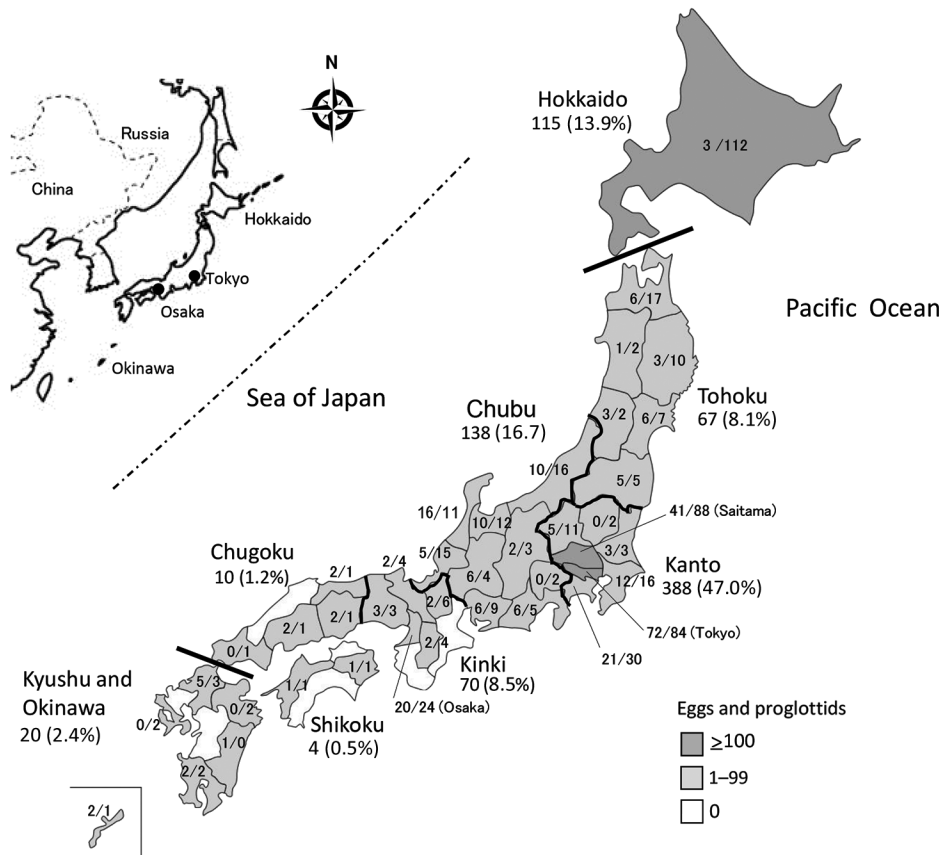 N
Russia
China
Hokkaido
Tokyo
Osaka
Okinawa
Hokkaido
115 (13.9%)
3 /112
Pacific Ocean
Sea of Japan
6/17
1/2
3/10
Tohoku
67 (8.1%)
3/2
6/7
5/5
Chubu
138 (16.7)
10/16
16/11
10/12
5/15
2/3
6/4
0/2
6/9
6/5
0/2
5/11
3/3
41/88 (Saitama)
Kanto
388 (47.0%)
12/16
72/84 (Tokyo)
21/30
Chugoku
10 (1.2%)
2/1
2/1
2/1
0/1
2/4
3/3
2/6
2/4
Kinki
70 (8.5%)
20/24 (Osaka)
1/1
1/1
Shikoku
4 (0.5%)
Kyushu and
Okinawa
20 (2.4%)
5/3
0/2
0/2
1/0
2/2
2/1
Eggs and proglottids
≥100
1–99
0